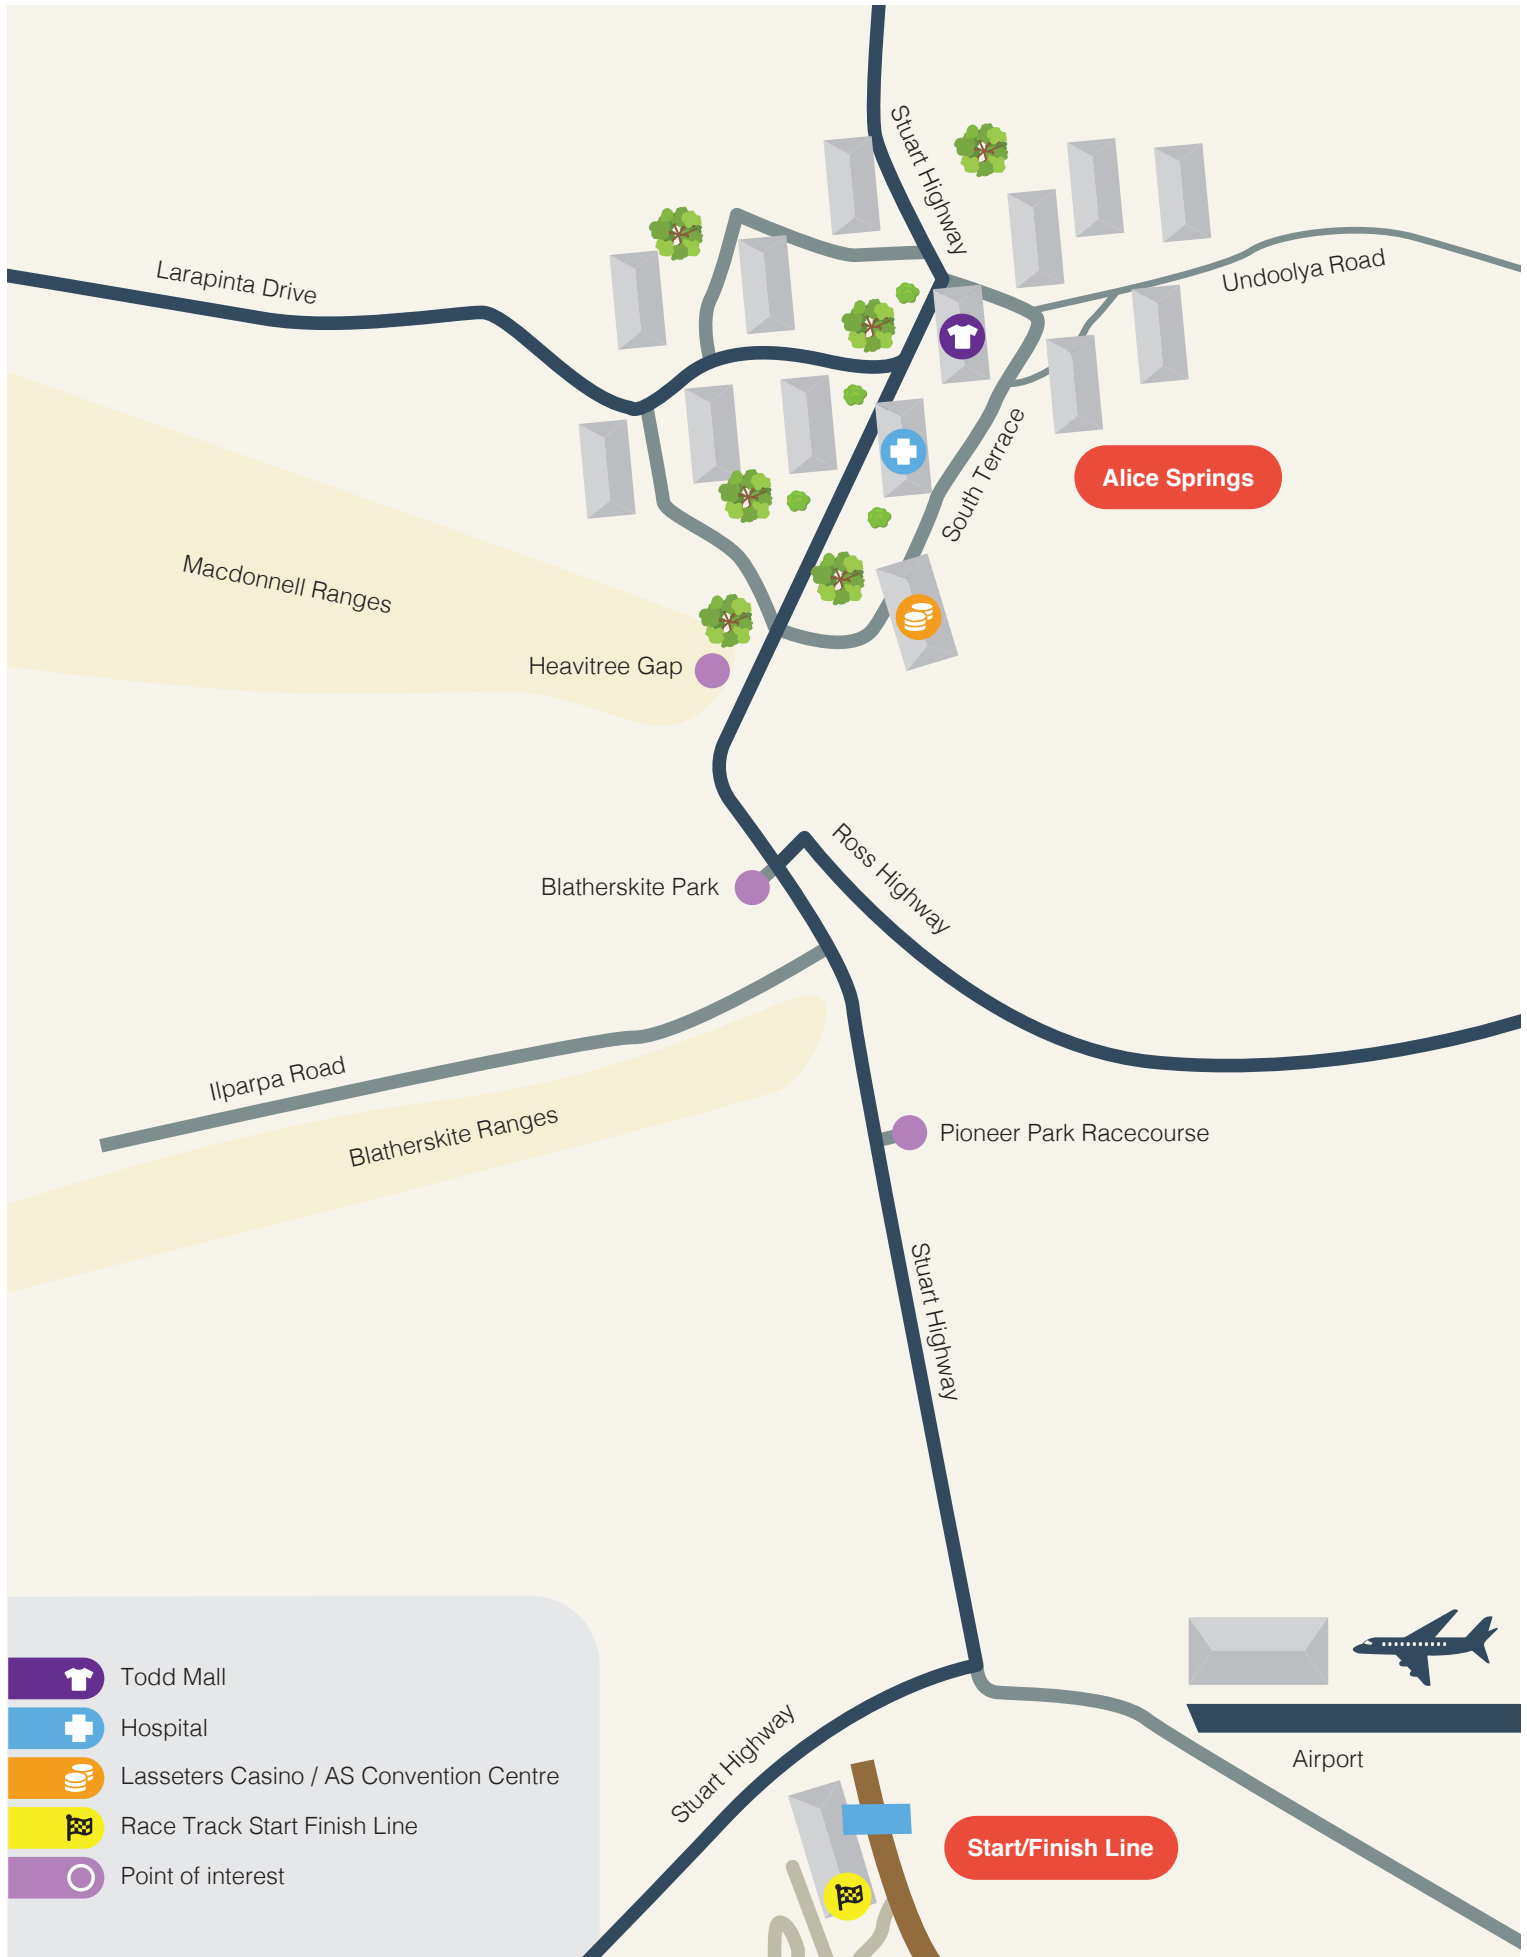 Stuart Highway
Larapinta Drive
Undoolya Road
South Terrace
Alice Springs
Macdonnell Ranges
Heavitree Gap
Ross Highway
Blatherskite Park
Ilparpa Road
Blatherskite Ranges
Pioneer Park Racecourse
Stuart Highway
Stuart Highway
Airport
Start/Finish Line
Todd Mall
Hospital
Lasseters Casino / AS Convention Centre
Race Track Start Finish Line
Point of interest